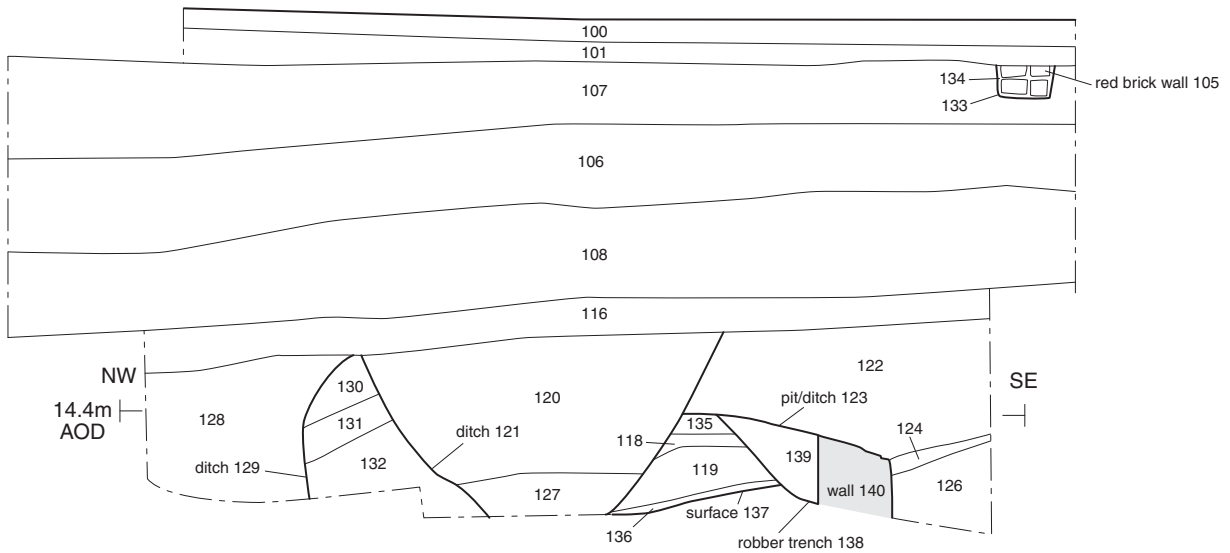 100
101
134
red brick wall 105
107
133
106
108
116
NW
122
SE
130
120
pit/ditch 123
14.4m
AOD
128
135
131
ditch 121
118
124
139
132
119
ditch 129
wall 140
126
127
surface 137
136
robber trench 138